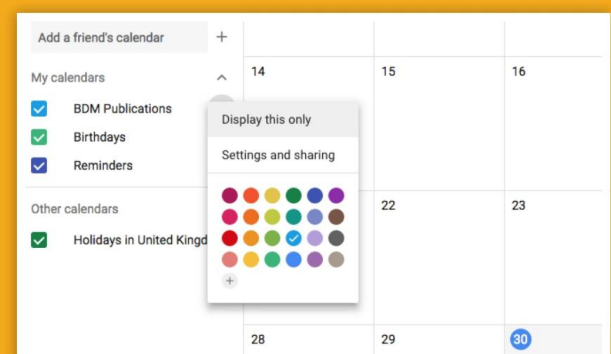 Add a friend's calendar +
My calendars
BDM Publications
Birthdays
Reminders
Other calendars
Holidays in United Kingd
Display this only
Settings and sharing
+
14 15 16
22 23
28 29 30